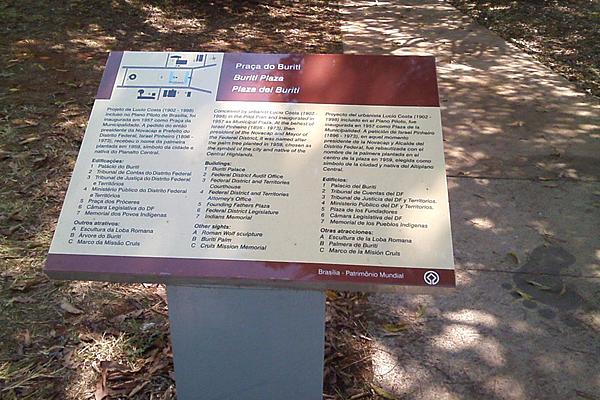 Praça do Buriti
Buriti Plaza
Plaza del Buriti
Projeto de Lucio Costa (1902 - 1998)
incluído no Plano Piloto, foi
inaugurada em 1957 como Praça da
Municipalidade. A pedido do então
presidente da Novacap e Prefeito do
Distrito Federal, Israel Pinheiro (1896 -
1973), recebeu o nome da palmeira
plantada em 1959, símbolo da cidade e
nativa do Planalto Central.
Edificações:
1 Palácio do Buriti
2 Tribunal de Contas do Distrito Federal
3 Tribunal de Justiça do Distrito Federal
e Territórios
4 Ministério Público do Distrito Federal
e Territórios
5 Praça dos Próceres
6 Câmara Legislativa do DF
7 Memorial dos Povos Indígenas
Outros atrativos:
A Escultura da Loba Romana
B Árvore do Buriti
C Marco da Missão Cruls
Conceived by urbanist Lucio Costa (1902 -
1998) in the Pilot Plan and inaugurated in
1957 as Municipal Park. At the behest of
Israel Pinheiro (1896 - 1973), then
president of the Novacap and Mayor of
the Federal District, it was named after
the palm tree planted in 1959, chosen as
the symbol of the city and native of the
Central Highlands.
Buildings:
1 Buriti Palace
2 Federal District Audit Office
3 Federal District and Territories
Courthouse
4 Federal District and Territories
Attorney's Office
5 Founding Fathers Plaza
6 Federal District Legislature
7 Indians Memorial
Other sights:
A Roman Wolf sculpture
B Buriti Palm
C Cruls Mission Memorial
Proyecto del urbanista Lucio Costa (1902 -
1998) incluido en el Plano Piloto, fue
inaugurada en 1957 como Plaza de la
Municipalidad. A petición de Israel Pinheiro
(1896 - 1973), en aquel momento
presidente de la Novacap y Alcalde del
Distrito Federal, fue rebautizada con el
nombre de la palmera plantada en el
centro de la plaza en 1959, elegida como
símbolo de la ciudad y nativa del Altiplano
Central.
Edificios:
1 Palacio del Buriti
2 Tribunal de Cuentas del DF
3 Tribunal de Justicia del DF y Territorios.
4 Ministerio Público del DF y Territorios.
5 Plaza de los Fundadores
6 Cámara Legislativa del DF
7 Memorial de los Pueblos Indígenas
Otras atracciones:
A Escultura de la Loba Romana
B Palmera de Buriti
C Marco de la Misión Cruls
Brasília - Patrimônio Mundial